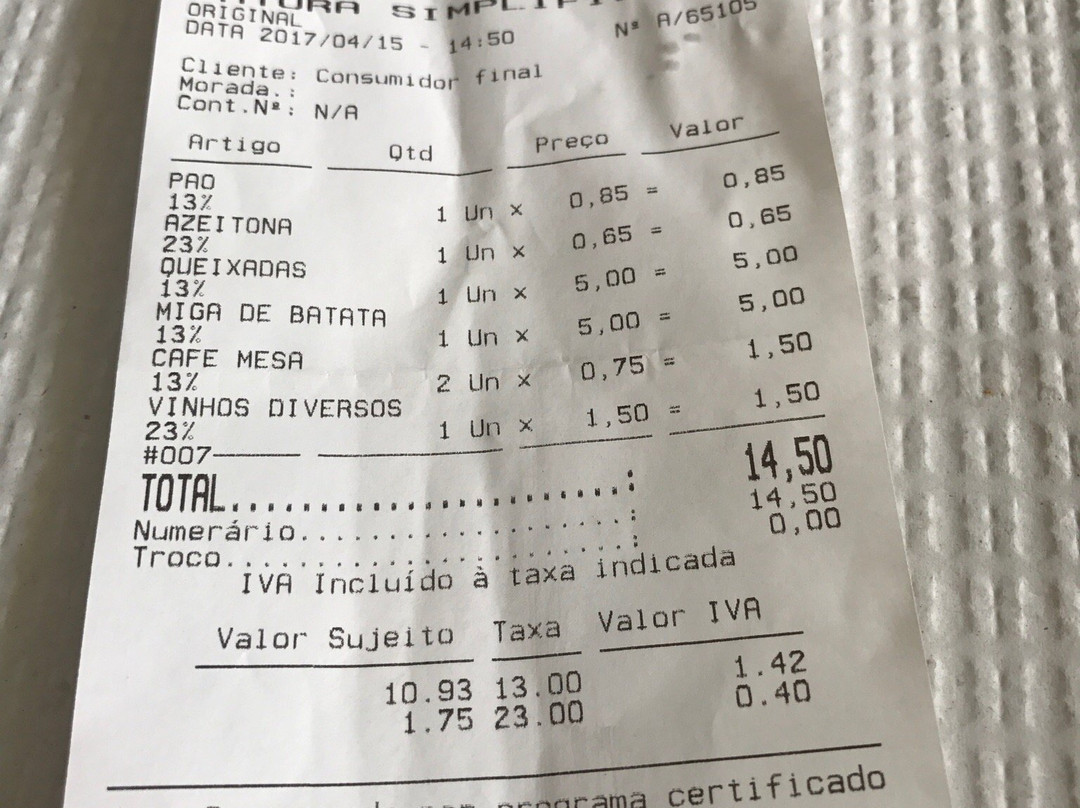 SIMPLIF
ORIGINAL
DATA 2017/04/15 - 14:50 Nº A/65105
Cliente: Consumidor final
Morada.:
Cont.Nº: N/A
Artigo Qtd Preço Valor
PAO
13% 1 Un x 0,85 = 0,85
AZEITONA
23% 1 Un x 0,65 = 0,65
QUEIXADAS
13% 1 Un x 5,00 = 5,00
MIGA DE BATATA
13% 1 Un x 5,00 = 5,00
CAFE MESA
13% 2 Un x 0,75 = 1,50
VINHOS DIVERSOS
23% 1 Un x 1,50 = 1,50
#007
TOTAL.......................: 14,50
Numerário...................: 14,50
Troco.......................: 0,00
IVA Incluído à taxa indicada
Valor Sujeito Taxa Valor IVA
10.93 13.00 1.42
1.75 23.00 0.40
programa certificado